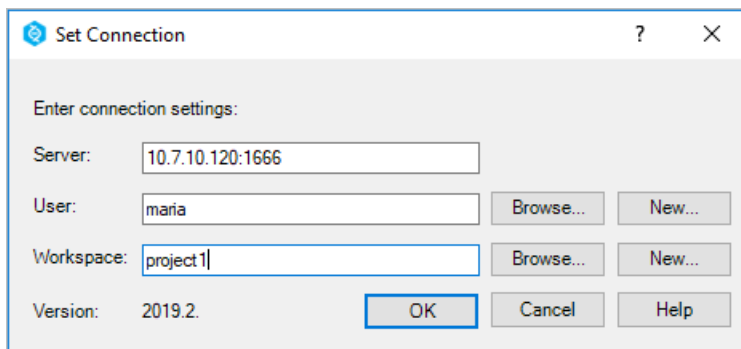 Set Connection
Enter connection settings:
Server: 10.7.10.120:1666
User: maria Browse... New...
Workspace: project1 Browse... New...
Version: 2019.2. OK Cancel Help